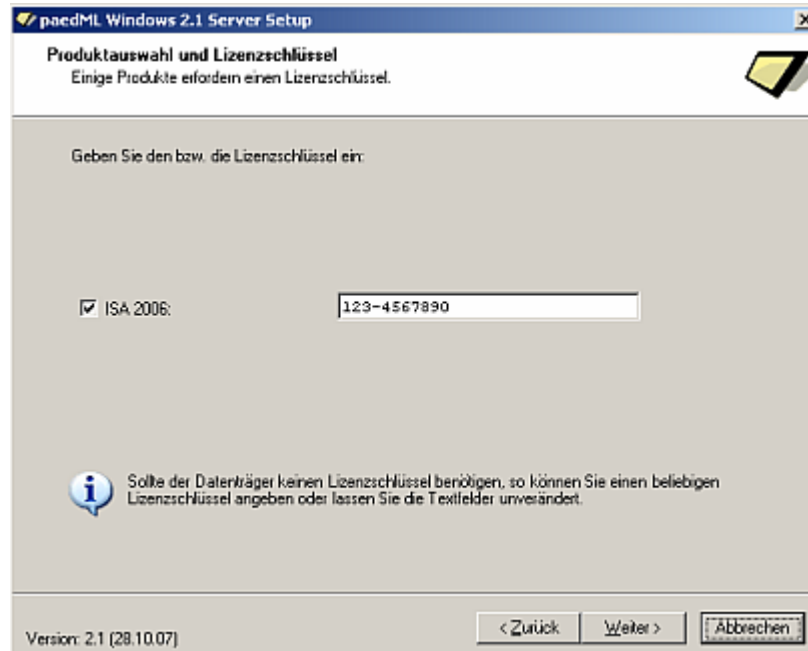 paedML Windows 2.1 Server Setup
Produktauswahl und Lizenzschlüssel
Einige Produkte erfordern einen Lizenzschlüssel.
Geben Sie den bzw. die Lizenzschlüssel ein:
ISA 2006:
123-4567890
Sollte der Datenträger keinen Lizenzschlüssel benötigen, so können Sie einen beliebigen
Lizenzschlüssel angeben oder lassen Sie die Textfelder unverändert.
Version: 2.1 (28.10.07)
< Zurück
Weiter >
Abbrechen